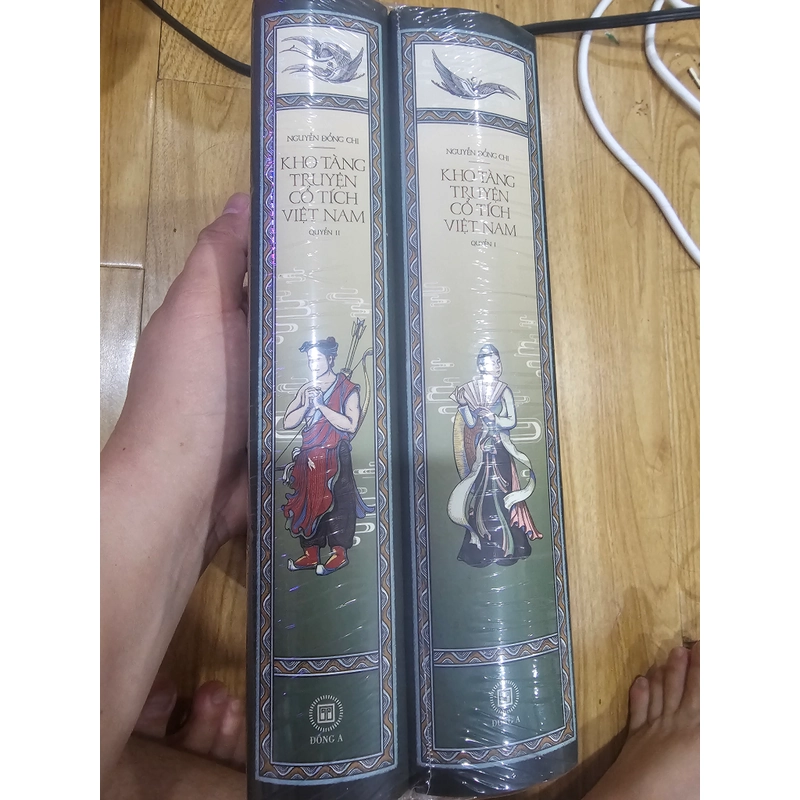 NGUYỄN ĐỔNG CHI
KHO TÀNG
TRUYỆN
CỔ TÍCH
VIỆT NAM
QUYỂN II
ĐÔNG A
NGUYỄN ĐỔNG CHI
KHO TÀNG
TRUYỆN
CỔ TÍCH
VIỆT NAM
QUYỂN I
ĐÔNG A